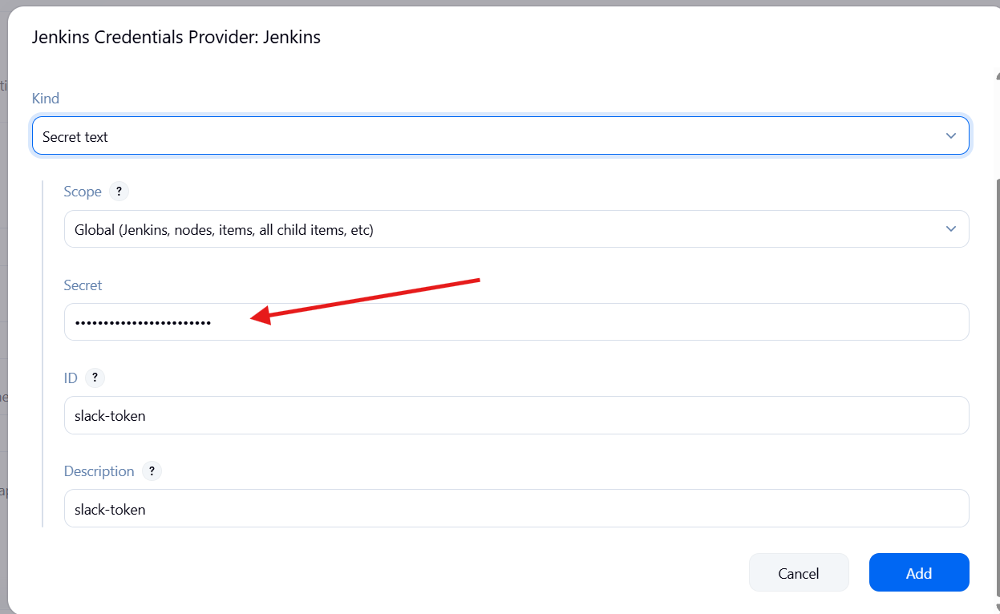 Jenkins Credentials Provider: Jenkins
Kind
Secret text
Scope ?
Global (Jenkins, nodes, items, all child items, etc)
Secret
••••••••••••••••••••••••
ID ?
slack-token
Description ?
slack-token
Cancel
Add